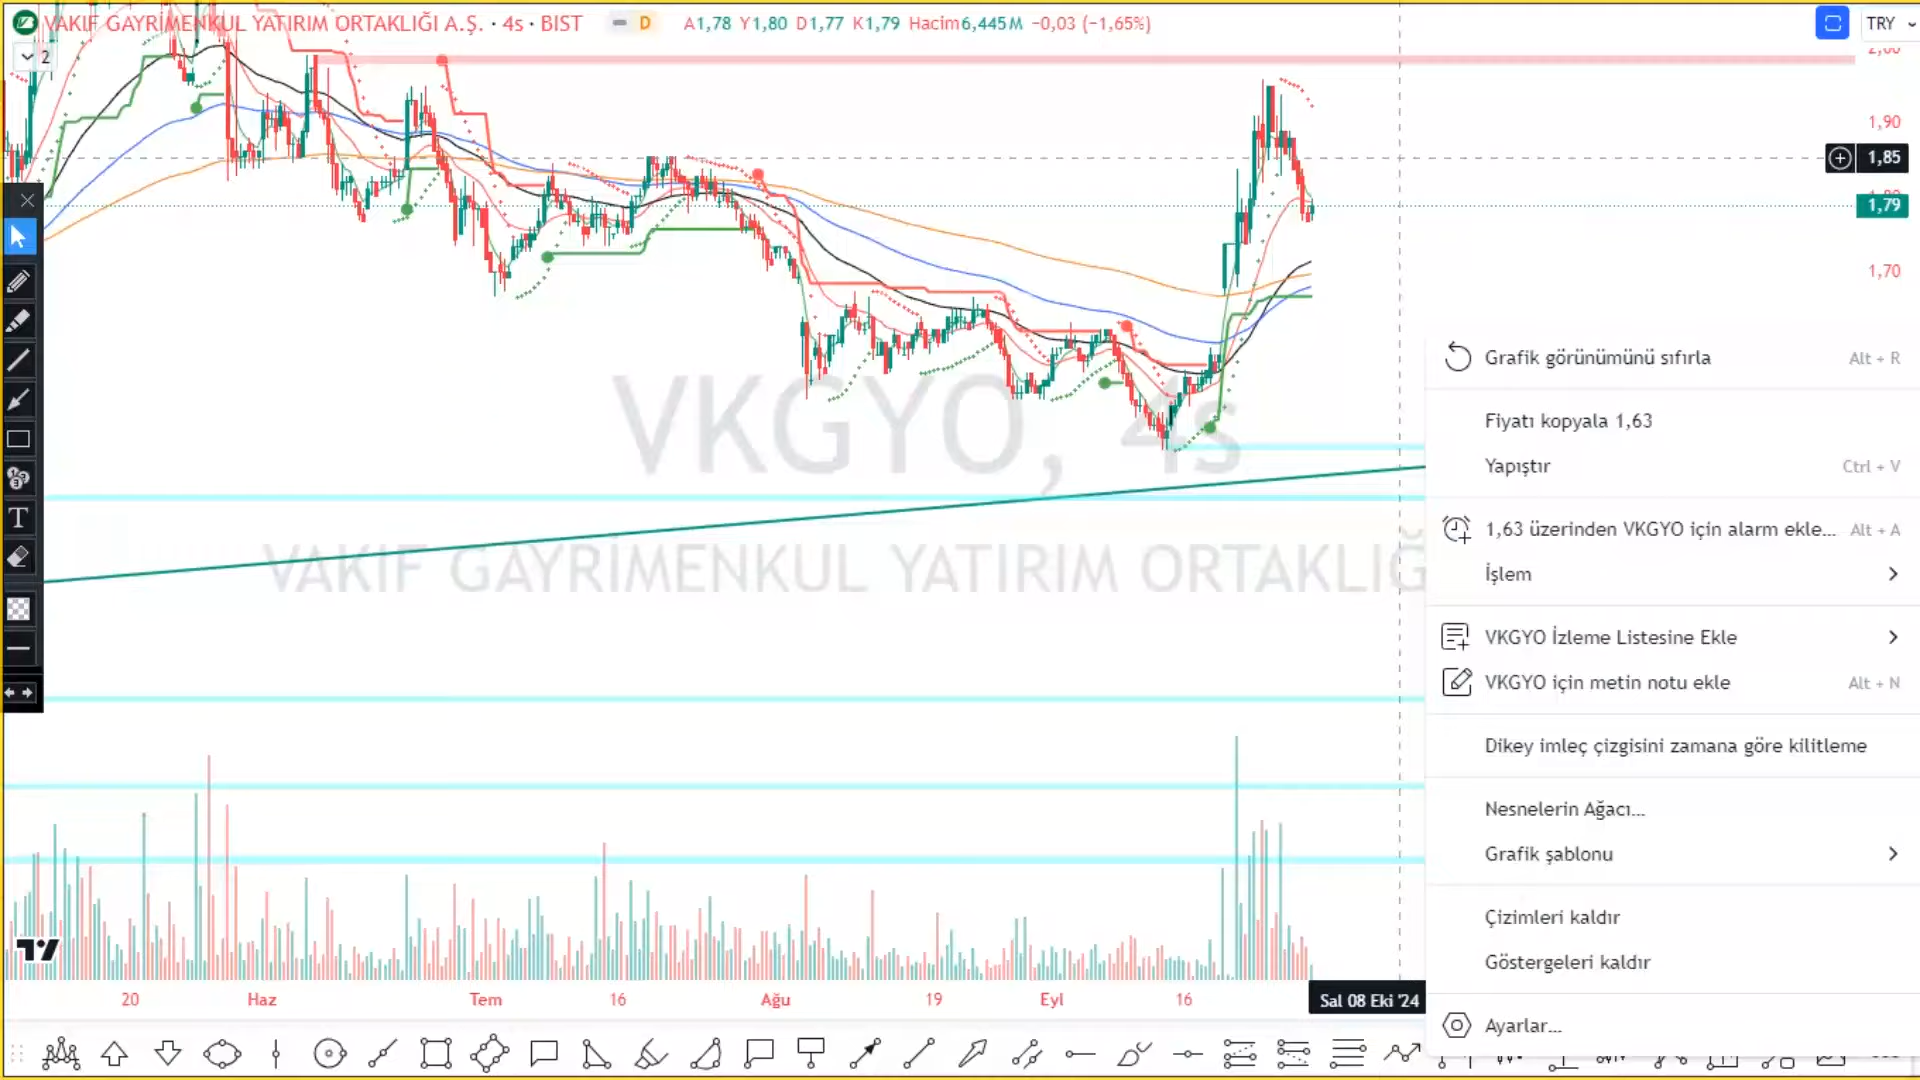 VAKIF GAYRİMENKUL YATIRIM ORTAKLIĞI A.Ş. · 4s · BIST D A1,78 Y1,80 D1,77 K1,79 Hacim6,445M −0,03 (−1,65%)
TRY
2
2,00
1,90
1,85
1,79
1,70
VKGYO, 4s
VAKIF GAYRİMENKUL YATIRIM ORTAKLIĞ
Grafik görünümünü sıfırla Alt + R
Fiyatı kopyala 1,63
Yapıştır Ctrl + V
1,63 üzerinden VKGYO için alarm ekle... Alt + A
İşlem
VKGYO İzleme Listesine Ekle
VKGYO için metin notu ekle Alt + N
Dikey imleç çizgisini zamana göre kilitleme
Nesnelerin Ağacı...
Grafik şablonu
Çizimleri kaldır
Göstergeleri kaldır
Ayarlar...
T
20 Haz Tem 16 Ağu 19 Eyl 16 Sal 08 Eki '24